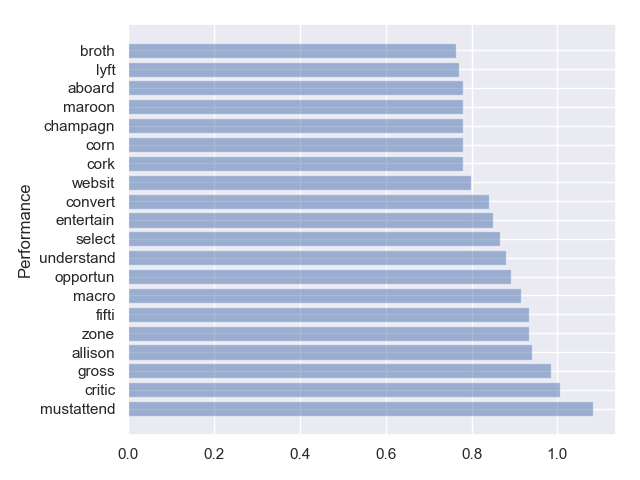 broth
lyft
aboard
maroon
champagn
corn
cork
websit
convert
entertain
select
understand
opportun
macro
fifti
zone
allison
gross
critic
mustattend
Performance
0.0 0.2 0.4 0.6 0.8 1.0